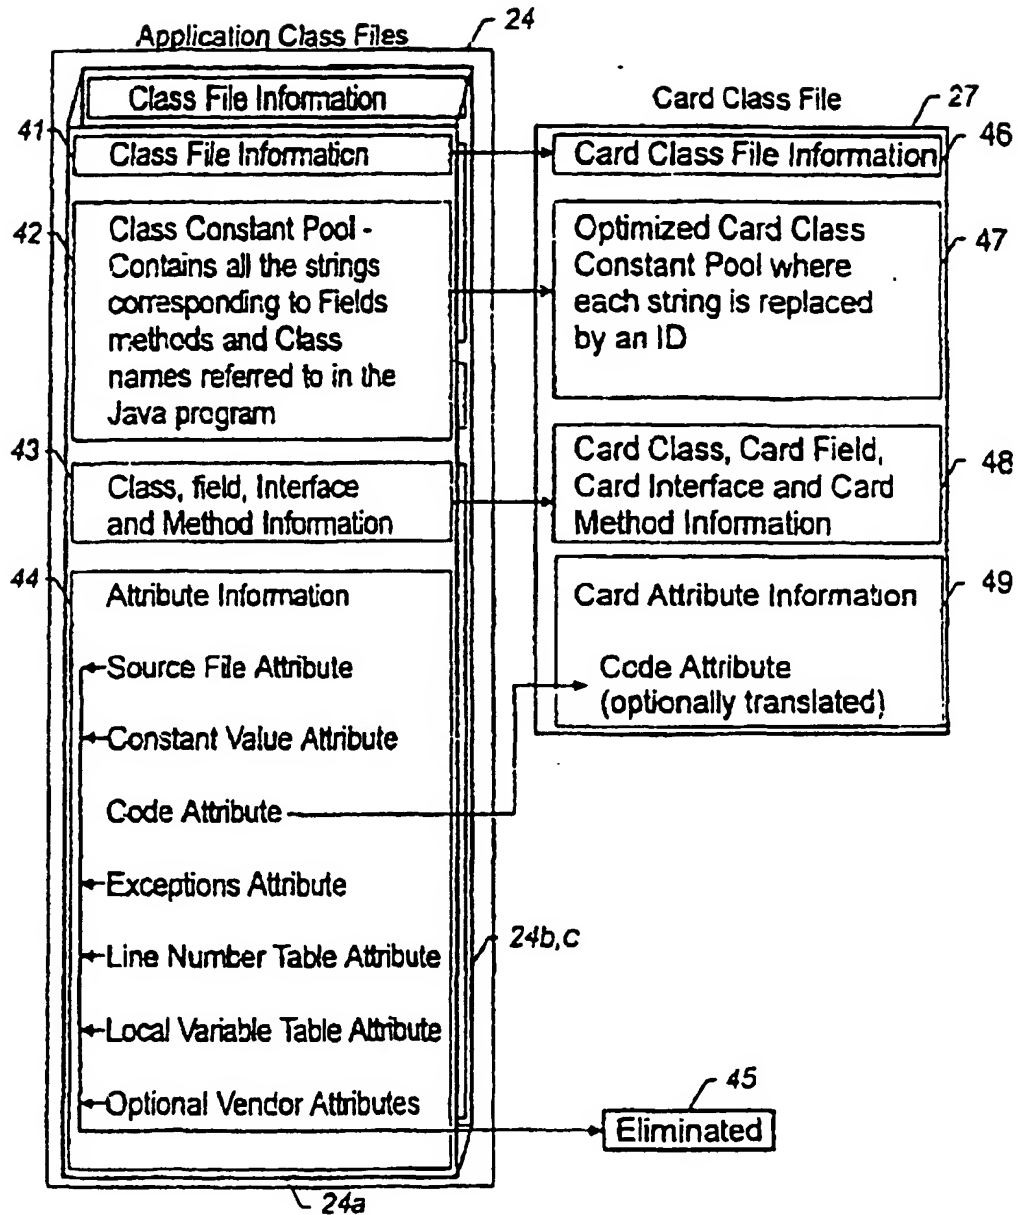 Application Class Files
24
Class File Information
41
Class File Information
42
Class Constant Pool -
Contains all the strings
corresponding to Fields
methods and Class
names referred to in the
Java program
43
Class, field, Interface
and Method Information
44
Attribute Information
Source File Attribute
Constant Value Attribute
Code Attribute
Exceptions Attribute
Line Number Table Attribute
Local Variable Table Attribute
Optional Vendor Attributes
24b,c
24a
Card Class File
27
Card Class File Information
46
Optimized Card Class
Constant Pool where
each string is replaced
by an ID
47
Card Class, Card Field,
Card Interface and Card
Method Information
48
Card Attribute Information
49
Code Attribute
(optionally translated)
45
Eliminated